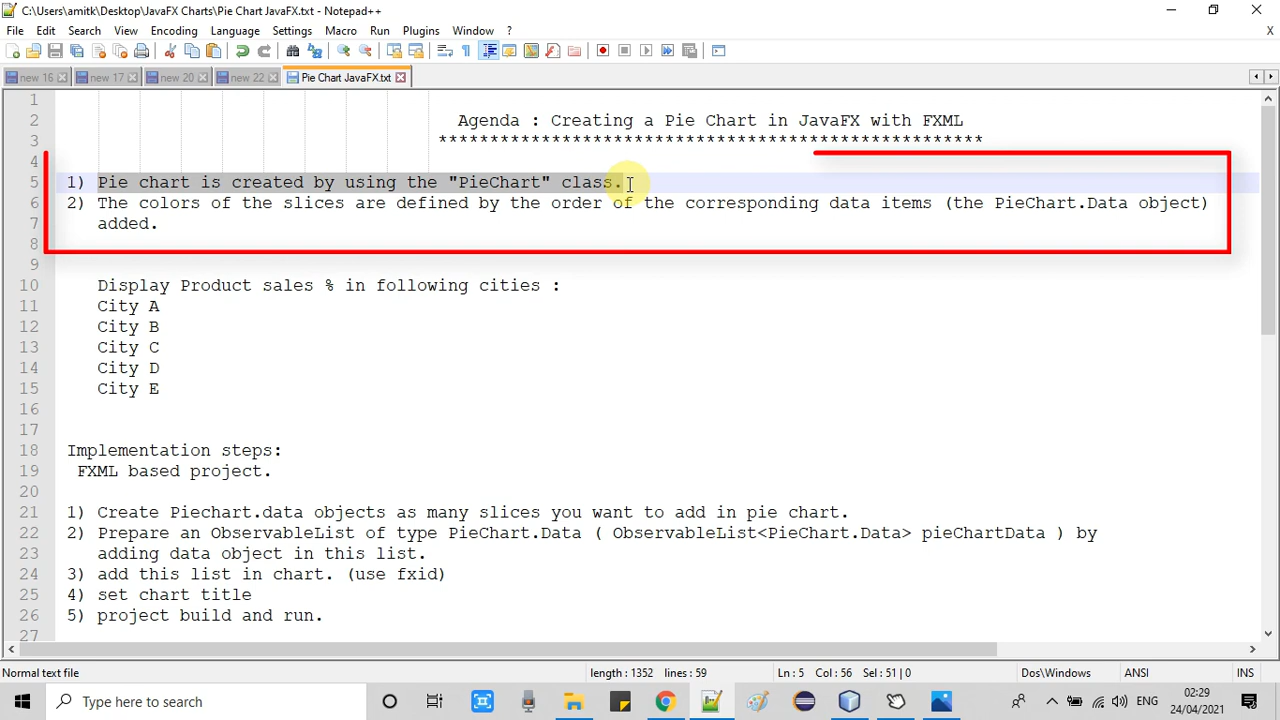 C:\Users\amitk\Desktop\JavaFX Charts\Pie Chart JavaFX.txt - Notepad++
File Edit Search View Encoding Language Settings Macro Run Plugins Window ? X
new 16 new 17 new 20 new 22 Pie Chart JavaFX.txt
1
2 Agenda : Creating a Pie Chart in JavaFX with FXML
3 *****************************************************
4
5 1) Pie chart is created by using the "PieChart" class.
6 2) The colors of the slices are defined by the order of the corresponding data items (the PieChart.Data object)
7 added.
8
9
10 Display Product sales % in following cities :
11 City A
12 City B
13 City C
14 City D
15 City E
16
17
18 Implementation steps:
19 FXML based project.
20
21 1) Create Piechart.data objects as many slices you want to add in pie chart.
22 2) Prepare an ObservableList of type PieChart.Data ( ObservableList<PieChart.Data> pieChartData ) by
23 adding data object in this list.
24 3) add this list in chart. (use fxid)
25 4) set chart title
26 5) project build and run.
27
Normal text file length : 1352 lines : 59 Ln : 5 Col : 56 Sel : 51 | 0 Dos\Windows ANSI INS
Type here to search ENG 02:29
24/04/2021